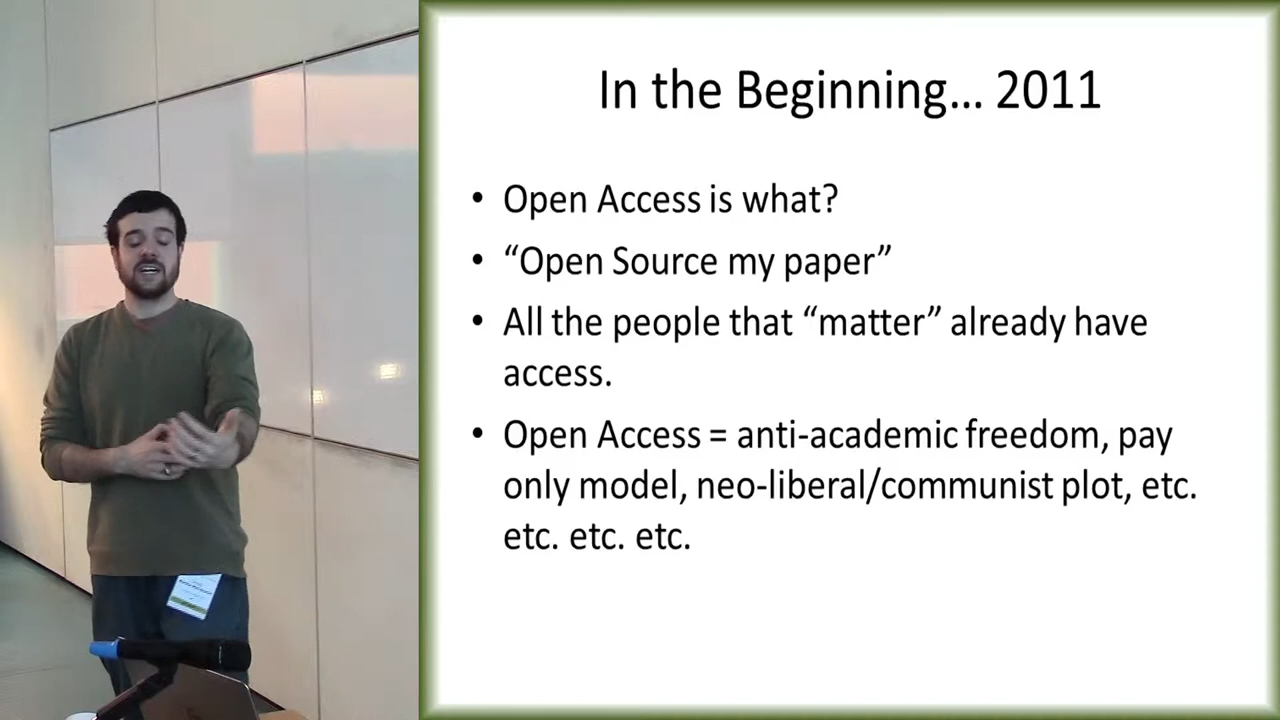 In the Beginning... 2011
• Open Access is what?
• “Open Source my paper”
• All the people that “matter” already have
access.
• Open Access = anti-academic freedom, pay
only model, neo-liberal/communist plot, etc.
etc. etc. etc.